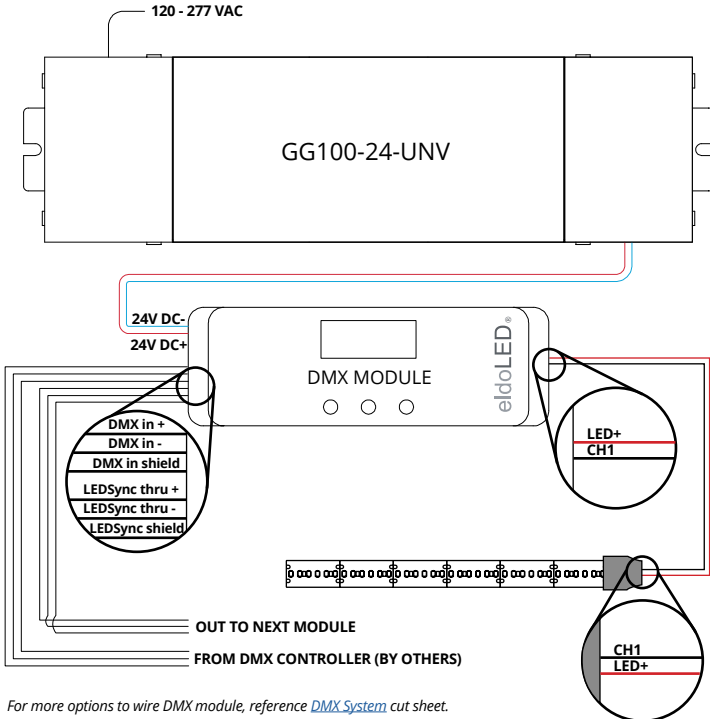 120 - 277 VAC
GG100-24-UNV
24V DC-
24V DC+
DMX MODULE
eldoLED®
DMX in +
DMX in -
DMX in shield
LEDSync thru +
LEDSync thru -
LEDSync shield
LED+
CH1
OUT TO NEXT MODULE
FROM DMX CONTROLLER (BY OTHERS)
CH1
LED+
For more options to wire DMX module, reference DMX System cut sheet.